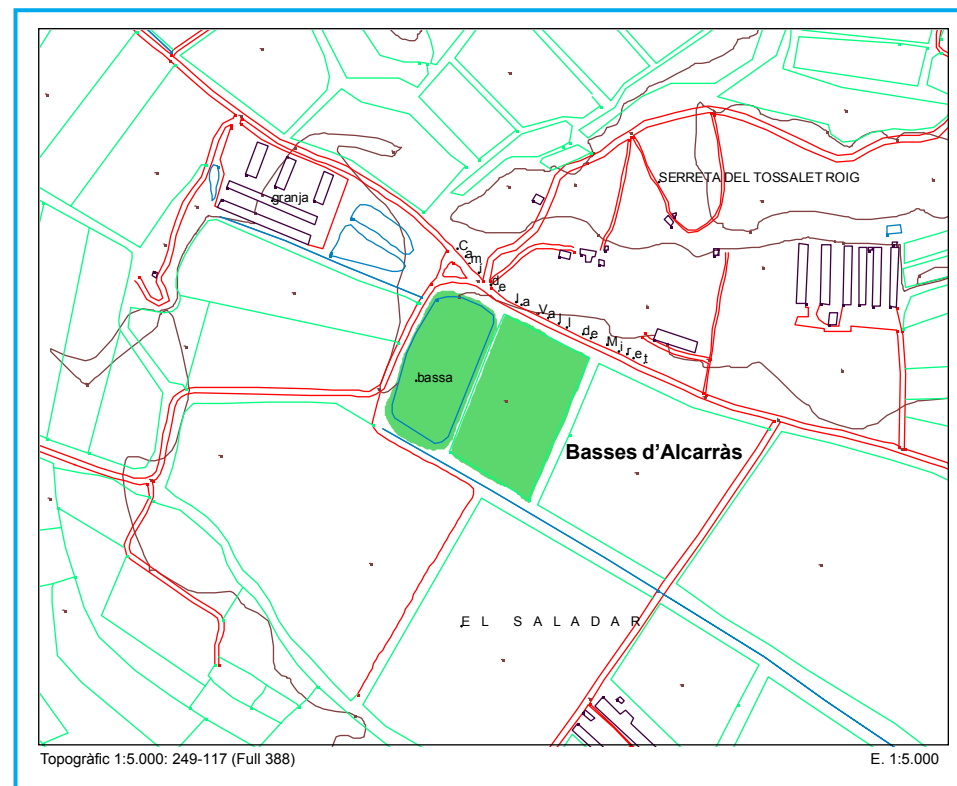 SERRETA DEL TOSSALET ROIG
granja
Camí de la Vall de Miret
bassa
Basses d'Alcarràs
EL SALADAR
Topogràfic 1:5.000: 249-117 (Full 388)
E. 1:5.000